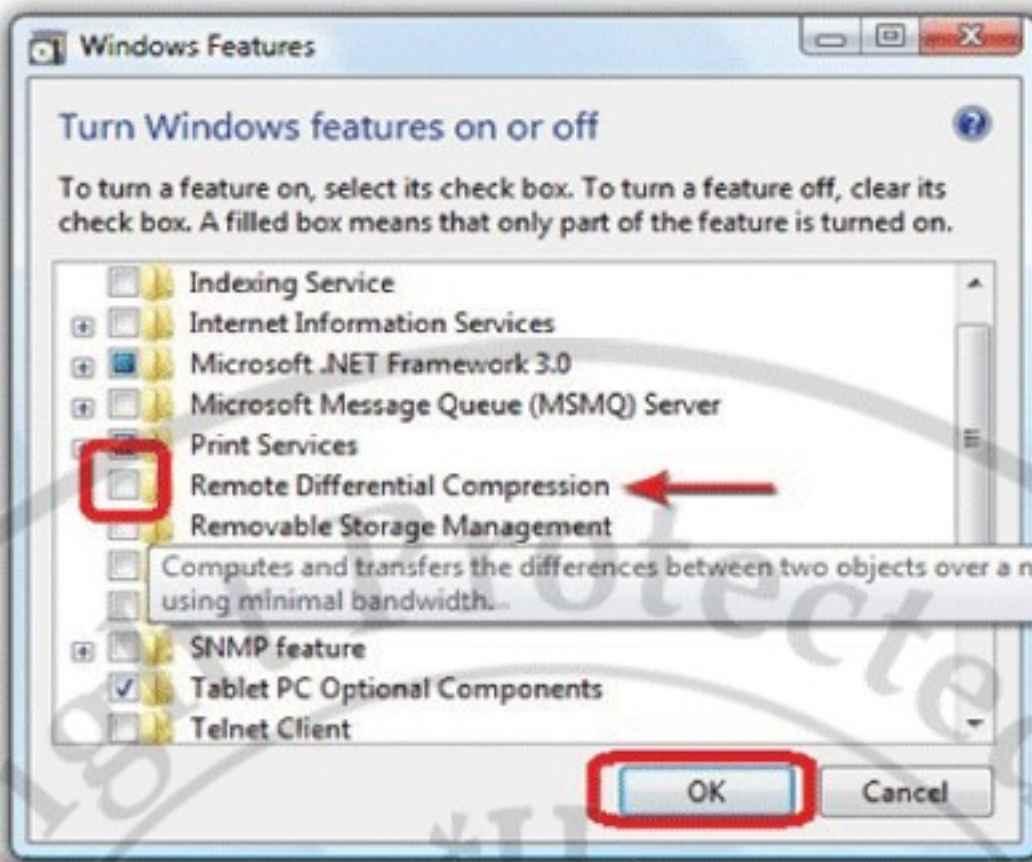 Windows Features
Turn Windows features on or off
To turn a feature on, select its check box. To turn a feature off, clear its
check box. A filled box means that only part of the feature is turned on.
Indexing Service
Internet Information Services
Microsoft .NET Framework 3.0
Microsoft Message Queue (MSMQ) Server
Print Services
Remote Differential Compression
Removable Storage Management
Computes and transfers the differences between two objects over a n
using minimal bandwidth.
SNMP feature
Tablet PC Optional Components
Telnet Client
OK Cancel
ight Protecte